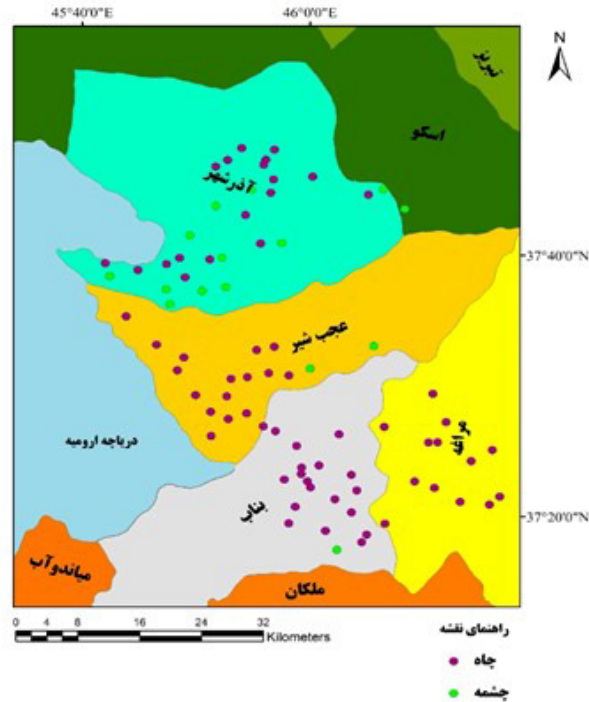 45°40'0"E
46°0'0"E
تبریز
N
اسکو
آذرشهر
37°40'0"N
عجب شیر
مراغه
دریاچه ارومیه
بناب
37°20'0"N
میاندوآب
ملکان
0 4 8 16 24 32
Kilometers
راهنمای نقشه
چاه
چشمه